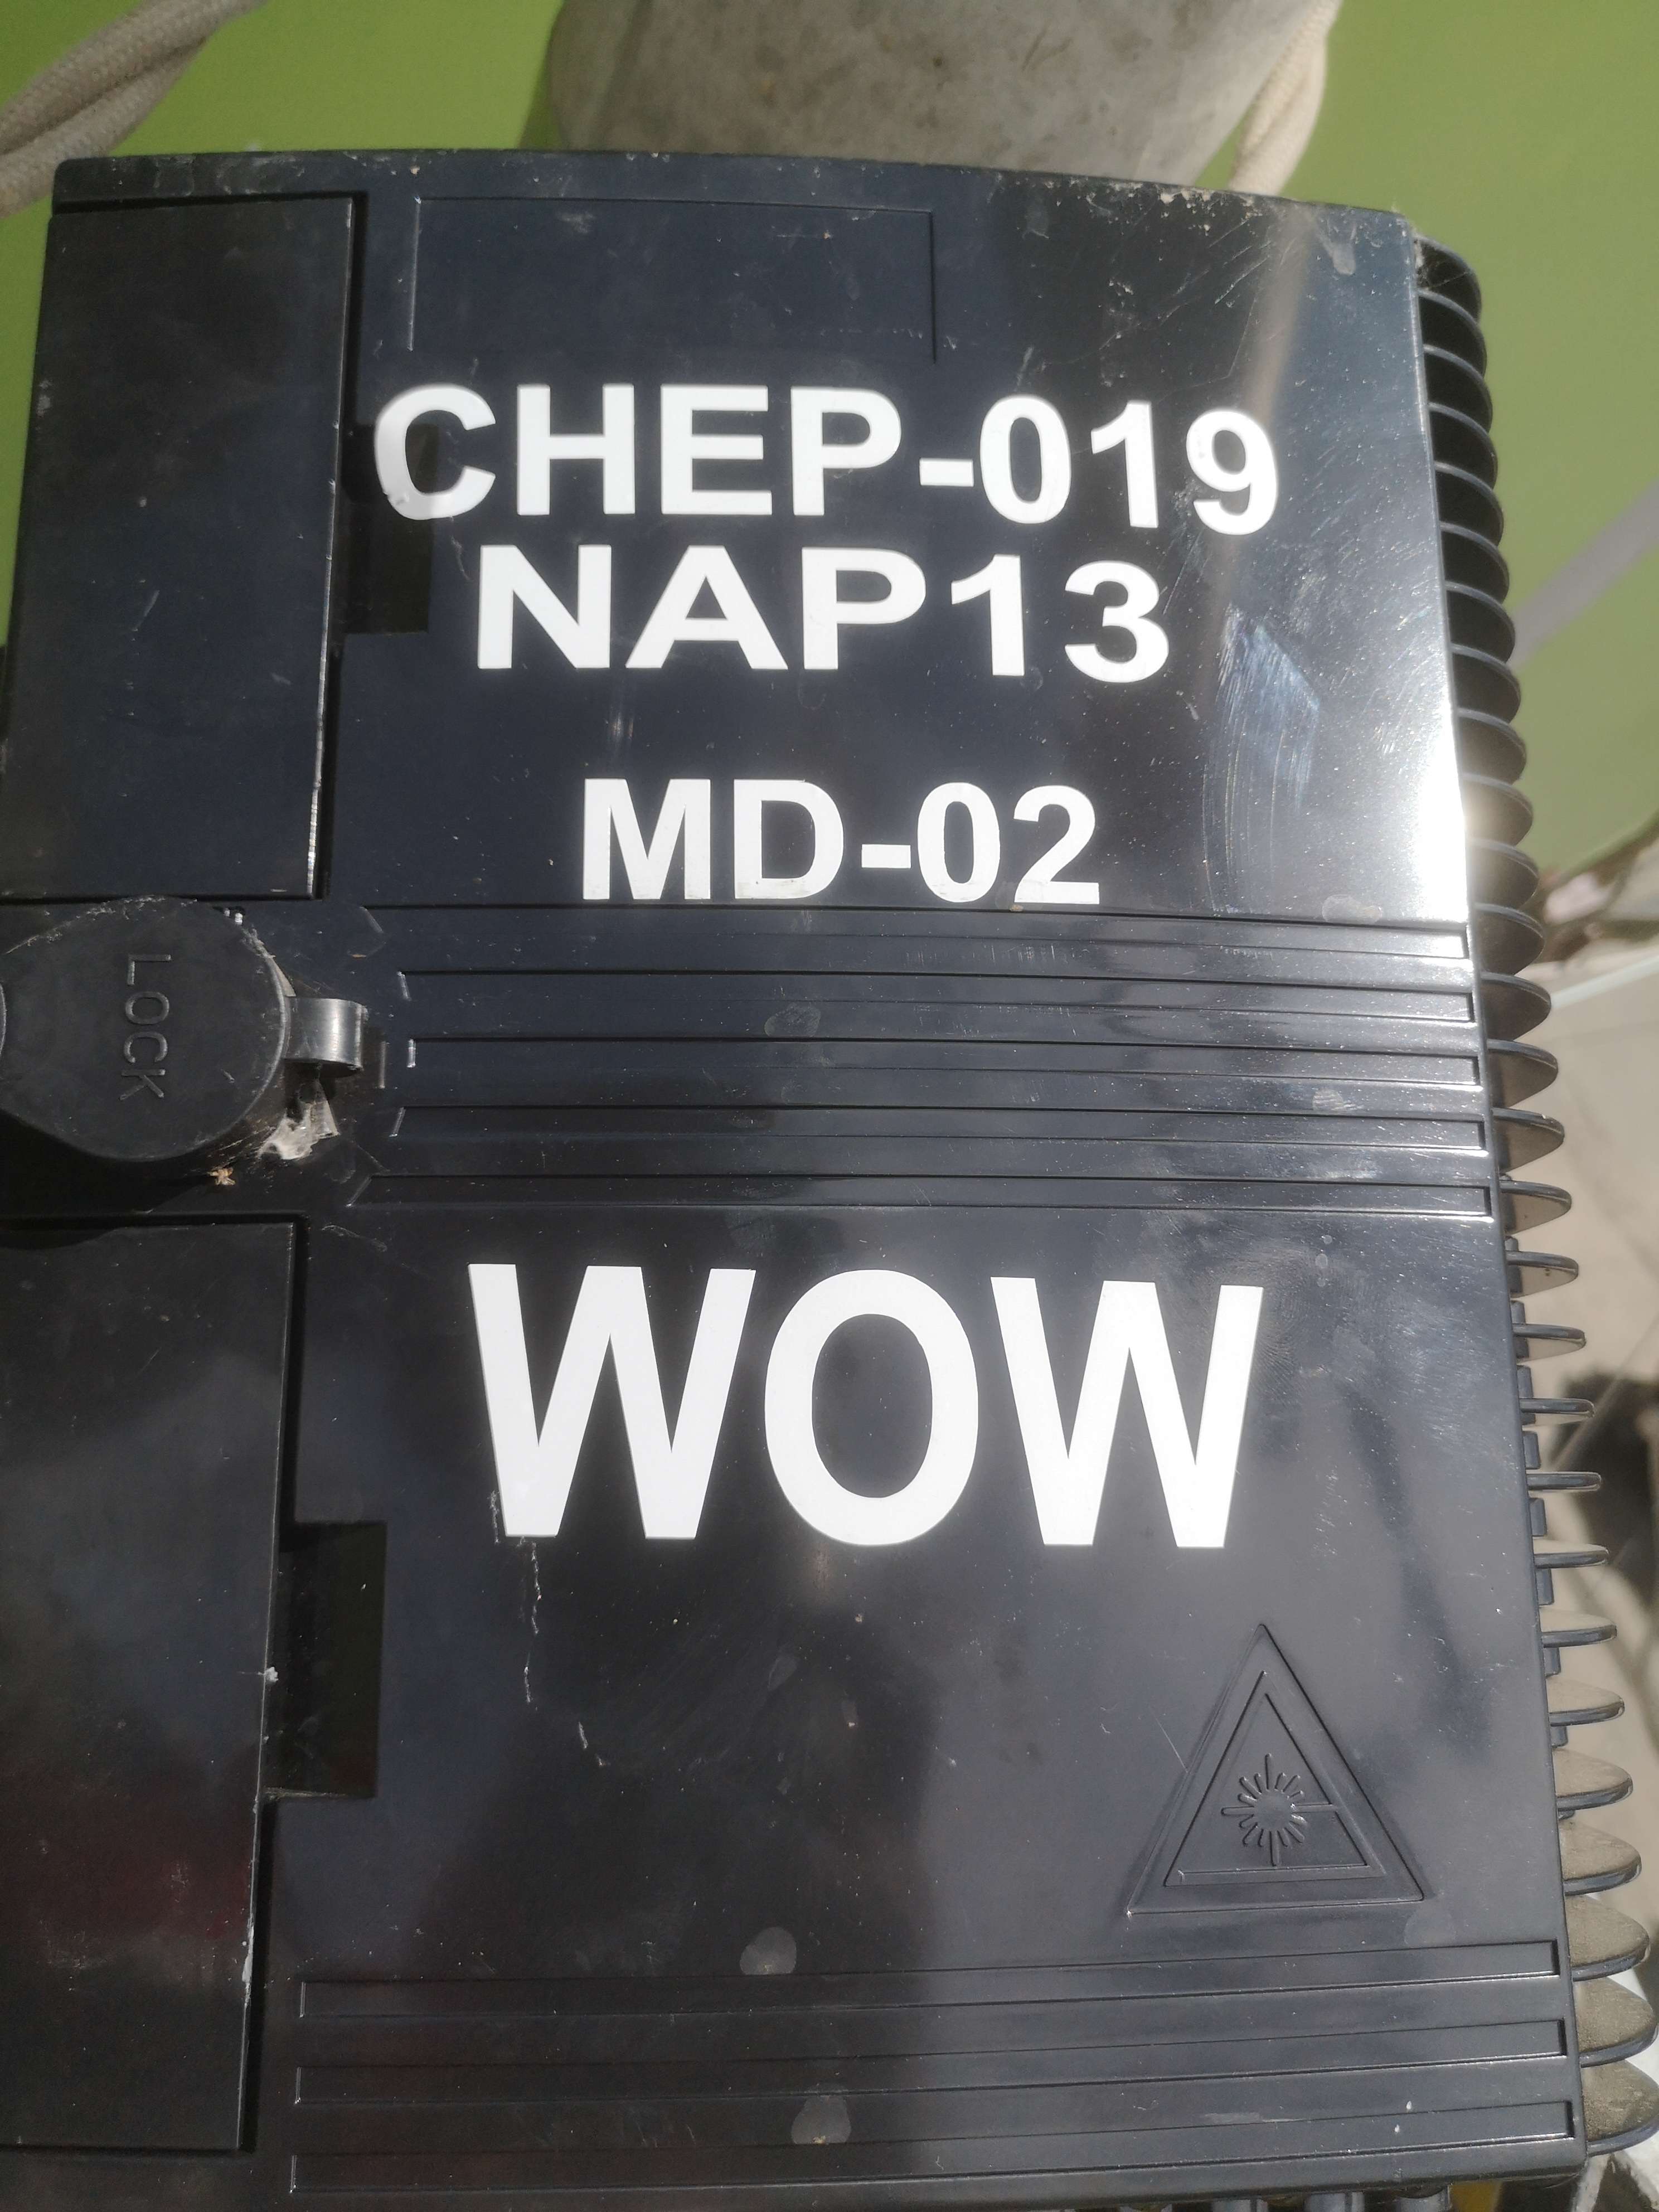 CHEP-019
NAP13
MD-02
LOCK
WOW